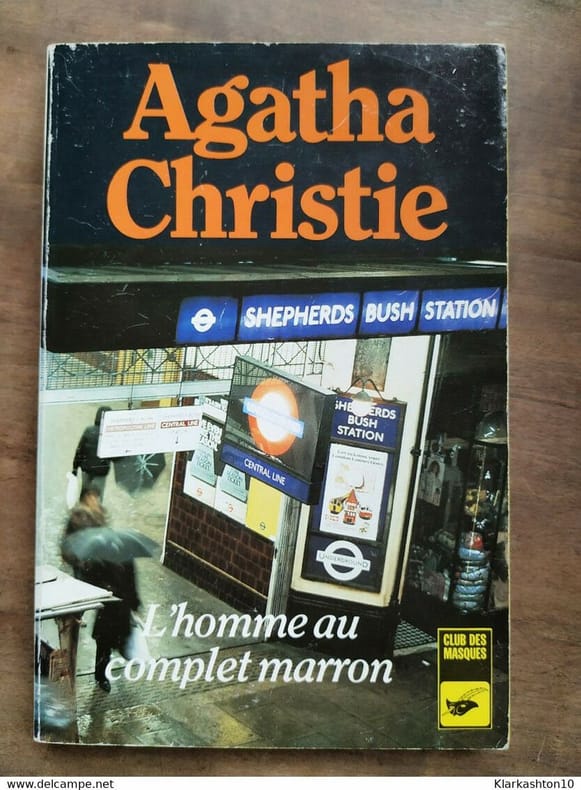 Agatha
Christie
SHEPHERDS BUSH STATION
CENTRAL LINE
SHEPHERDS
BUSH
STATION
CENTRAL LINE
UNDERGROUND
L'homme au
complet marron
CLUB DES
MASQUES
www.delcampe.net
Klarkashton10